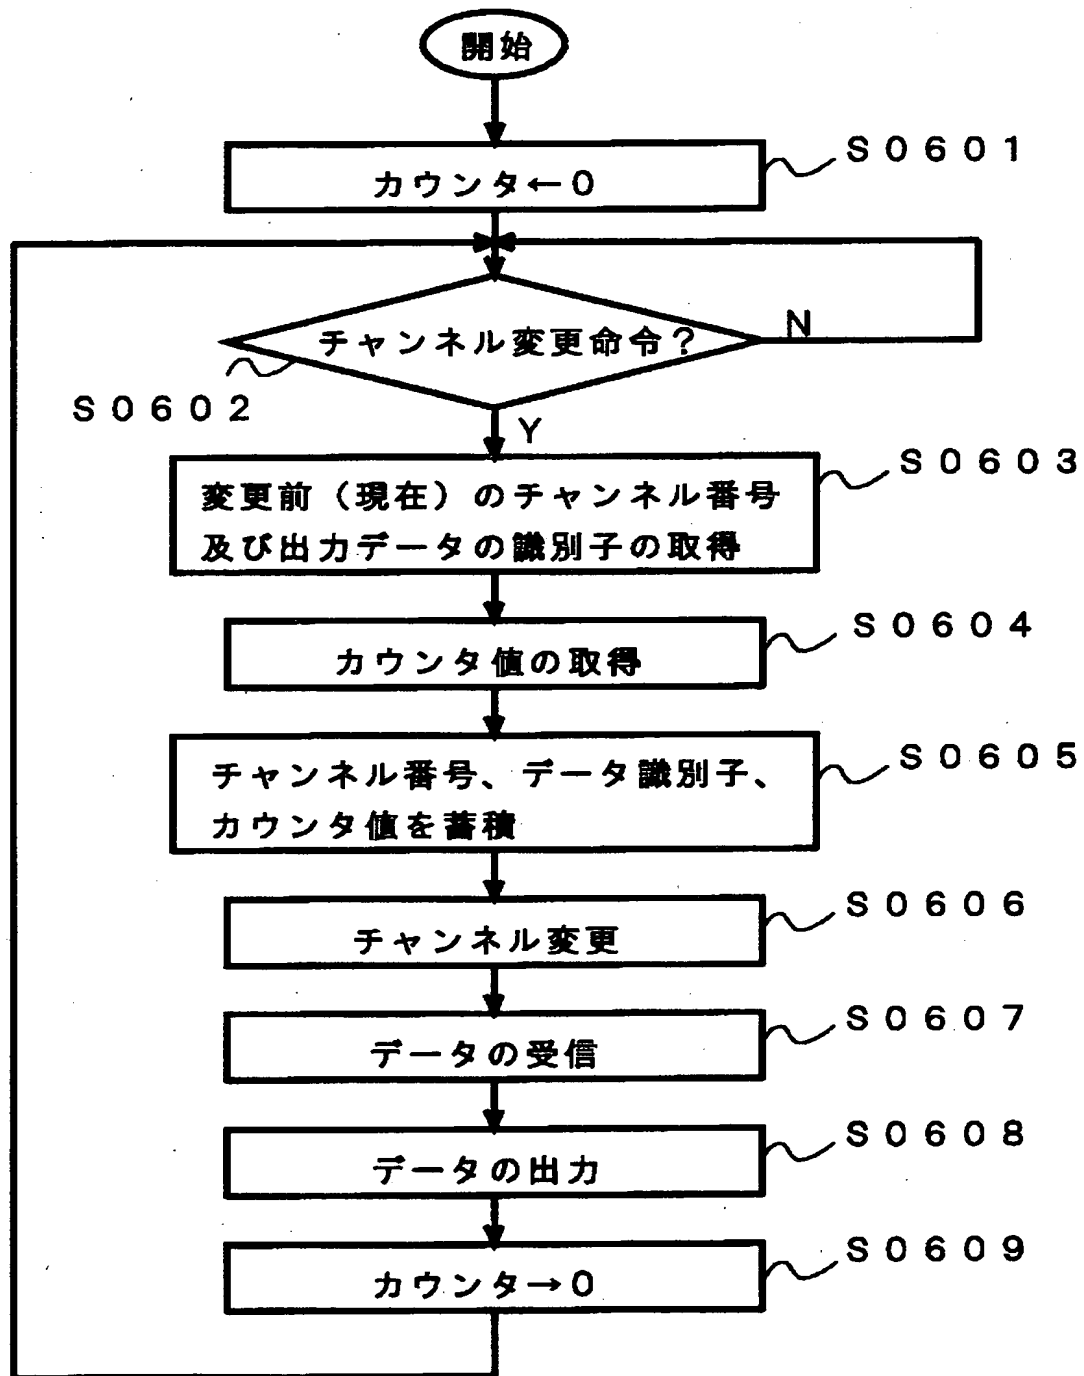 開始
カウンタ←0
S0601
チャンネル変更命令?
N
S0602
Y
変更前(現在)のチャンネル番号
及び出力データの識別子の取得
S0603
カウンタ値の取得
S0604
チャンネル番号、データ識別子、
カウンタ値を蓄積
S0605
チャンネル変更
S0606
データの受信
S0607
データの出力
S0608
カウンタ→0
S0609